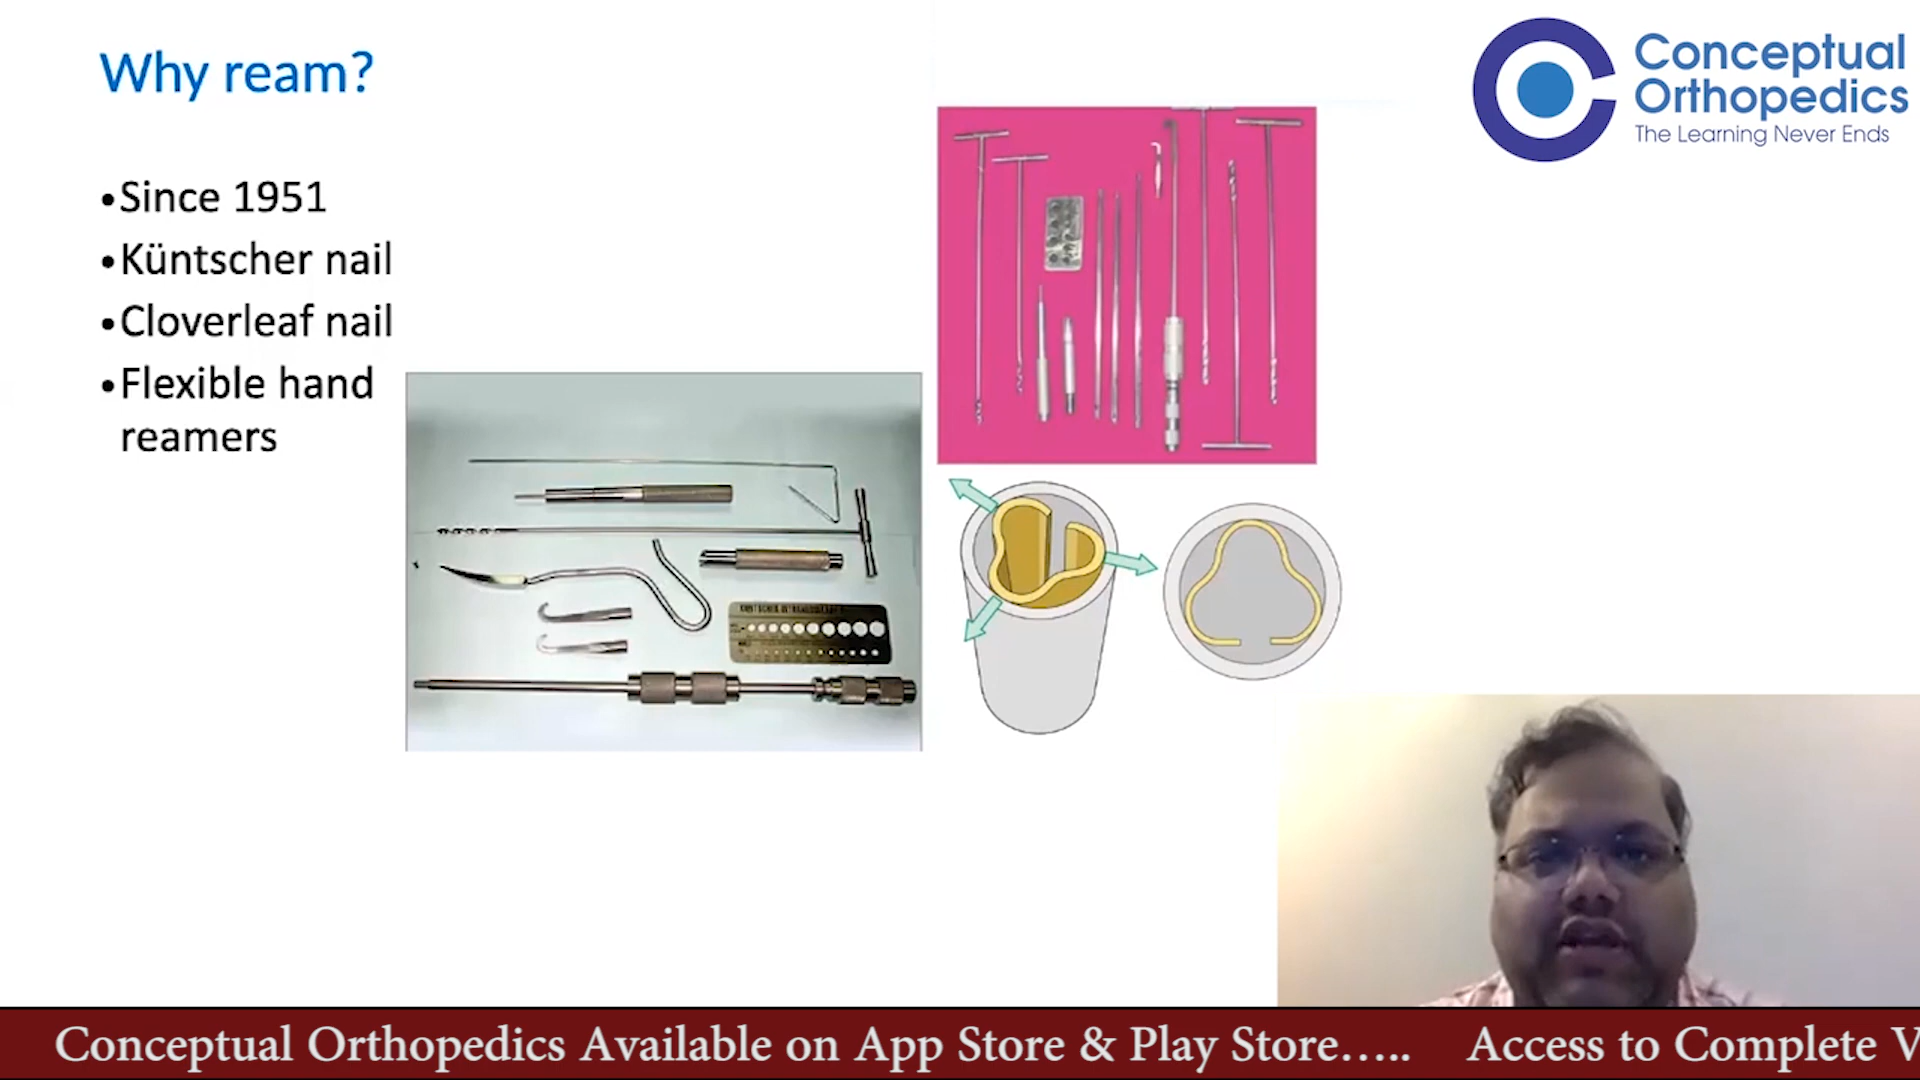 Why ream?
Conceptual
Orthopedics
The Learning Never Ends
•Since 1951
•Küntscher nail
•Cloverleaf nail
•Flexible hand
reamers
Conceptual Orthopedics Available on App Store & Play Store..... Access to Complete V